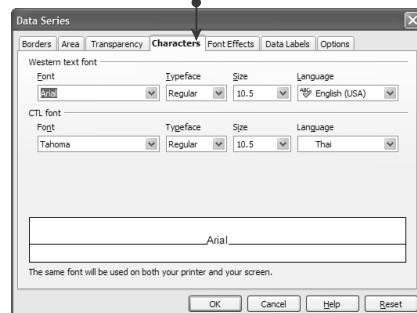 Data Series
Borders Area Transparency Characters Font Effects Data Labels Options
Western text font
Font Typeface Size Language
Arial Regular 10.5 English (USA)
CTL font
Font Typeface Size Language
Tahoma Regular 10.5 Thai
Arial
The same font will be used on both your printer and your screen.
OK Cancel Help Reset